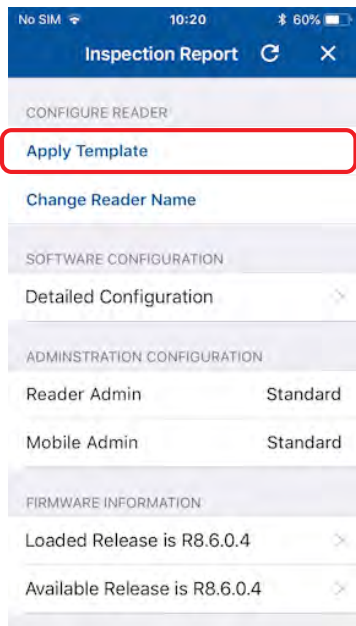 No SIM 10:20 60%
Inspection Report
CONFIGURE READER
Apply Template
Change Reader Name
SOFTWARE CONFIGURATION
Detailed Configuration
ADMINSTRATION CONFIGURATION
Reader Admin Standard
Mobile Admin Standard
FIRMWARE INFORMATION
Loaded Release is R8.6.0.4
Available Release is R8.6.0.4